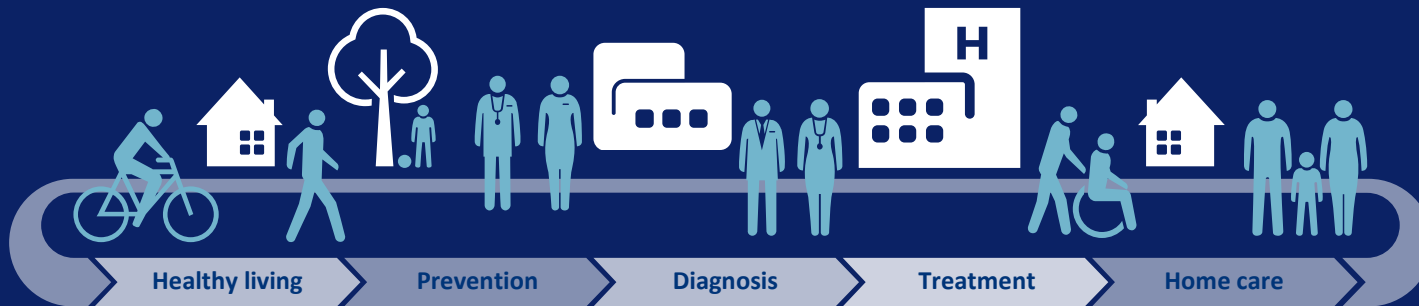 H
Healthy living
Prevention
Diagnosis
Treatment
Home care